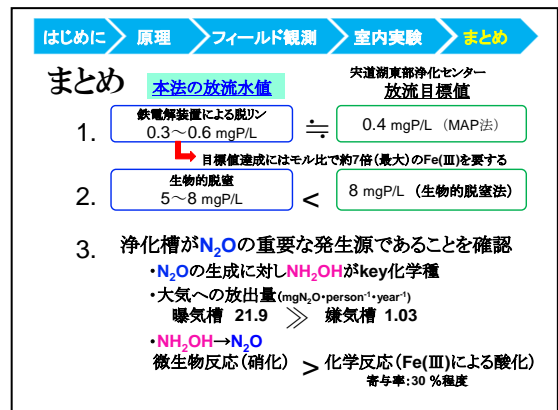 はじめに 原理 フィールド観測 室内実験 まとめ
まとめ
本法の放流水値
宍道湖東部浄化センター
放流目標値
1.
鉄電解装置による脱リン
0.3～0.6 mgP/L
≒
0.4 mgP/L (MAP法)
目標値達成にはモル比で約7倍(最大)のFe(Ⅲ)を要する
2.
生物的脱窒
5～8 mgP/L
<
8 mgP/L (生物的脱窒法)
3. 浄化槽がN₂Oの重要な発生源であることを確認
・N₂Oの生成に対しNH₂OHがkey化学種
・大気への放出量(mgN₂O・person⁻¹・year⁻¹)
曝気槽 21.9 ≫ 嫌気槽 1.03
・NH₂OH→N₂O
微生物反応(硝化) > 化学反応(Fe(Ⅲ)による酸化)
寄与率:30 %程度